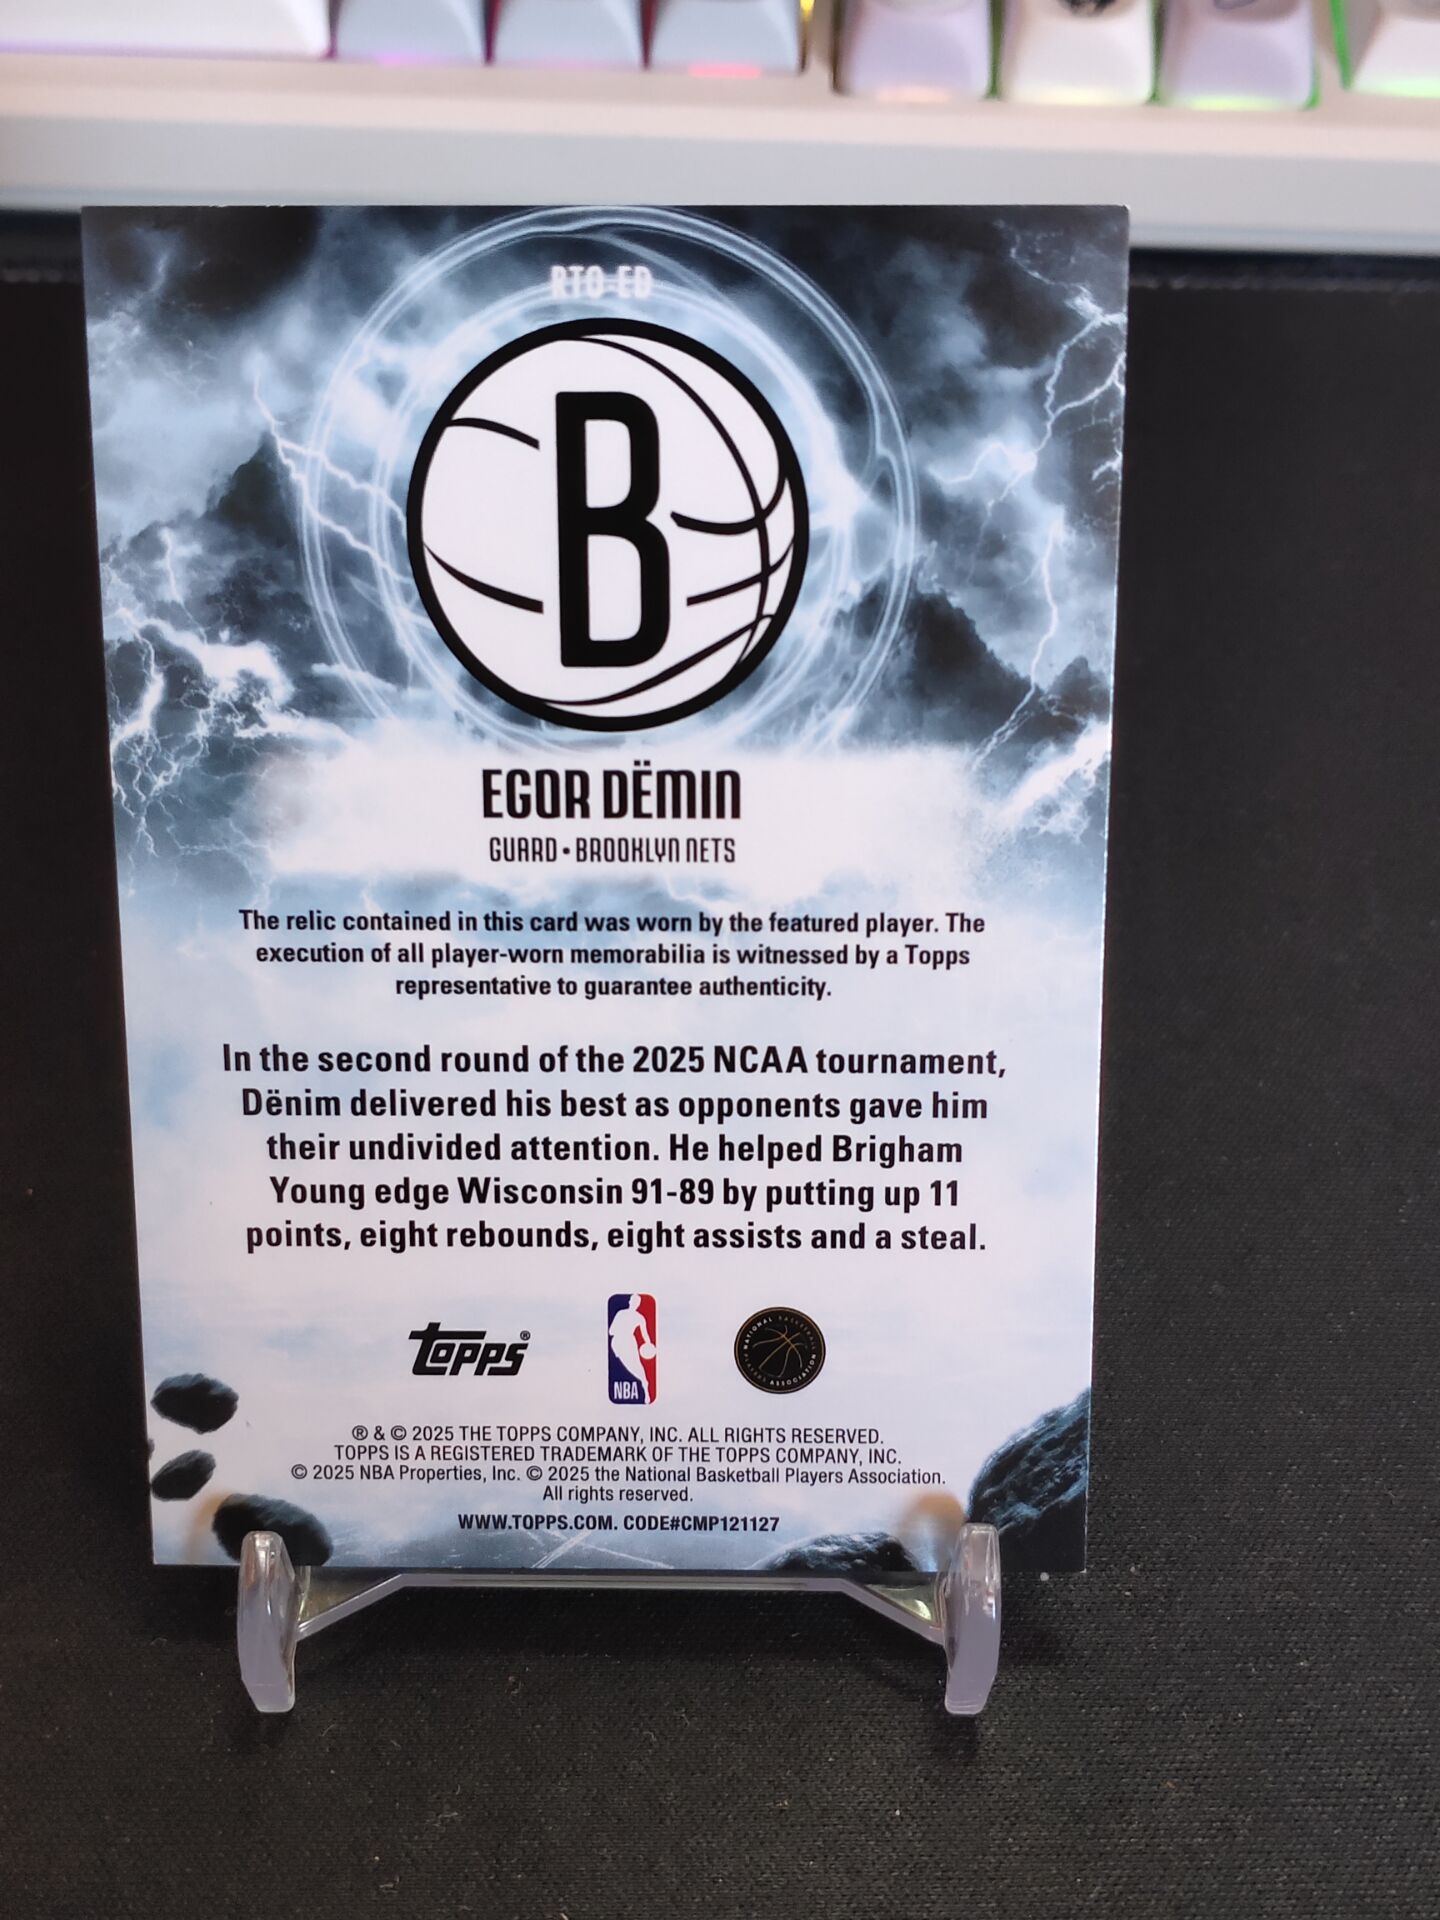 RTO-ED
B
EGOR DËMIN
GUARD • BROOKLYN NETS
The relic contained in this card was worn by the featured player. The
execution of all player-worn memorabilia is witnessed by a Topps
representative to guarantee authenticity.
In the second round of the 2025 NCAA tournament,
Dënim delivered his best as opponents gave him
their undivided attention. He helped Brigham
Young edge Wisconsin 91-89 by putting up 11
points, eight rebounds, eight assists and a steal.
Topps®
NBA
NATIONAL BASKETBALL PLAYERS ASSOCIATION
® & © 2025 THE TOPPS COMPANY, INC. ALL RIGHTS RESERVED.
TOPPS IS A REGISTERED TRADEMARK OF THE TOPPS COMPANY, INC.
© 2025 NBA Properties, Inc. © 2025 the National Basketball Players Association.
All rights reserved.
WWW.TOPPS.COM. CODE#CMP121127